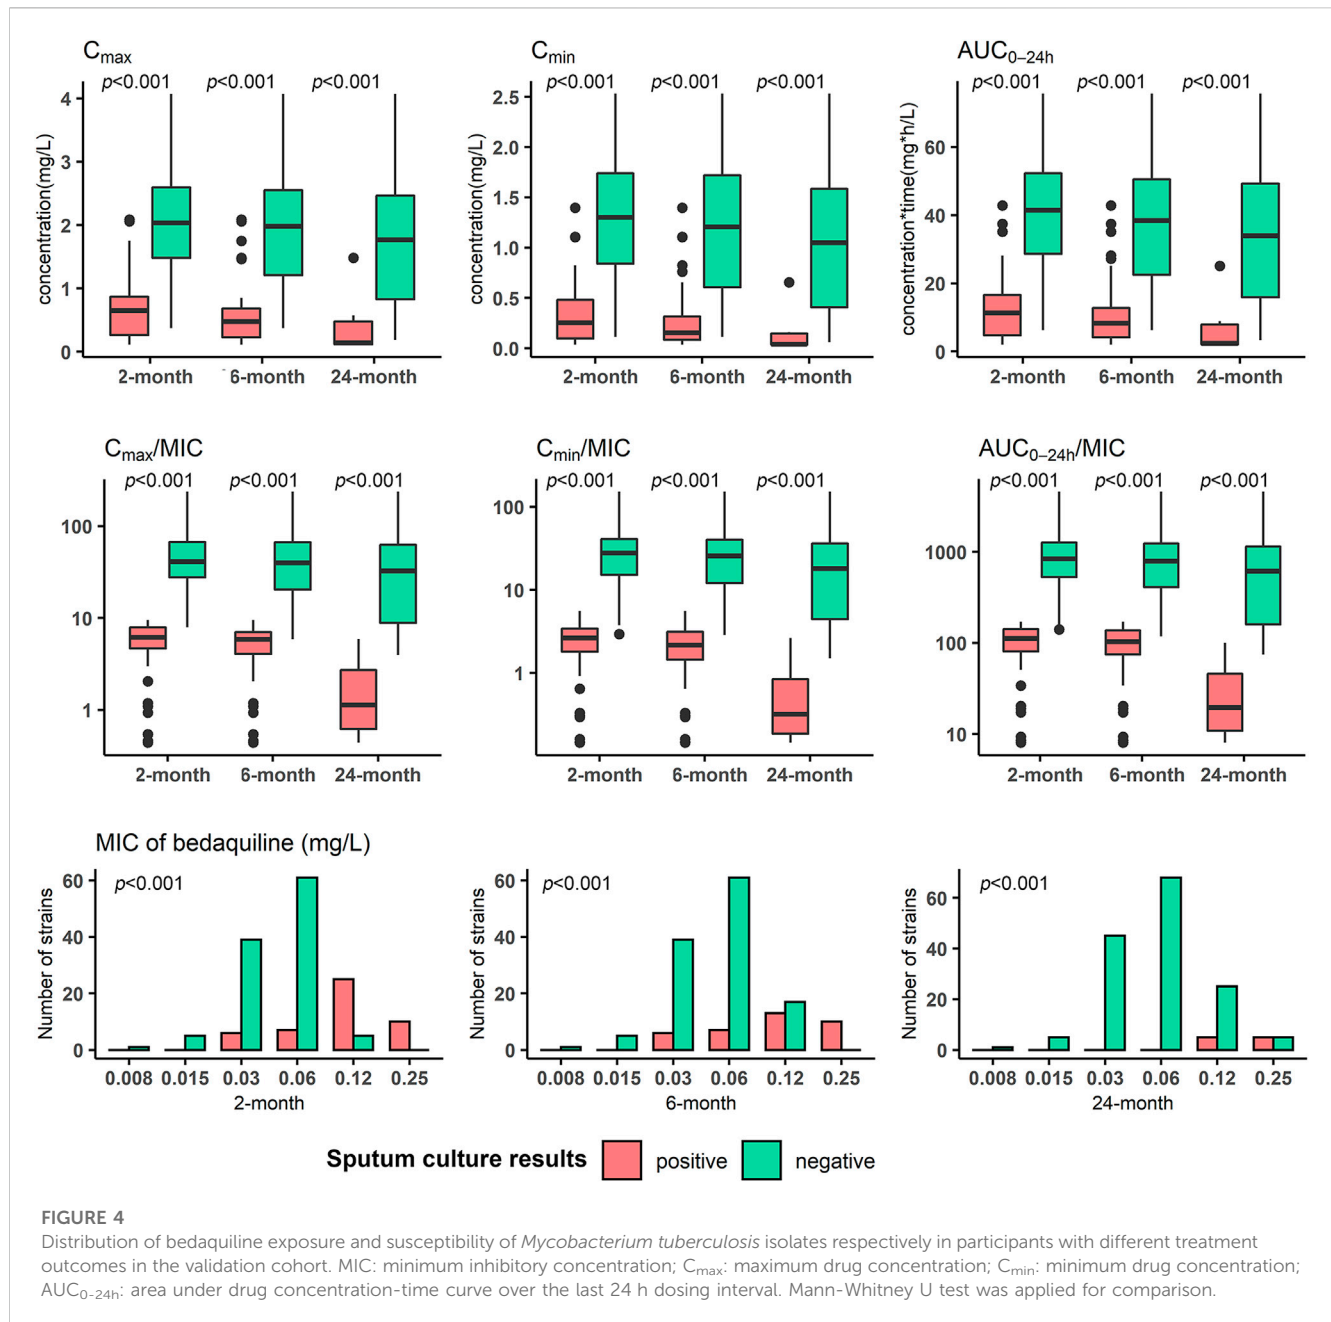 Cmax
Cmin
AUC0–24h
p<0.001 p<0.001 p<0.001
p<0.001 p<0.001 p<0.001
p<0.001 p<0.001 p<0.001
concentration(mg/L)
4
3
2
1
0
2-month 6-month 24-month
concentration(mg/L)
2.5
2.0
1.5
1.0
0.5
0.0
2-month 6-month 24-month
concentration*time(mg*h/L)
60
40
20
0
2-month 6-month 24-month
Cmax/MIC
Cmin/MIC
AUC0–24h/MIC
p<0.001 p<0.001 p<0.001
p<0.001 p<0.001 p<0.001
p<0.001 p<0.001 p<0.001
100
10
1
2-month 6-month 24-month
100
10
1
2-month 6-month 24-month
1000
100
10
2-month 6-month 24-month
MIC of bedaquiline (mg/L)
p<0.001
Number of strains
60
40
20
0
0.008 0.015 0.03 0.06 0.12 0.25
2-month
p<0.001
Number of strains
60
40
20
0
0.008 0.015 0.03 0.06 0.12 0.25
6-month
p<0.001
Number of strains
60
40
20
0
0.008 0.015 0.03 0.06 0.12 0.25
24-month
Sputum culture results positive negative
FIGURE 4
Distribution of bedaquiline exposure and susceptibility of Mycobacterium tuberculosis isolates respectively in participants with different treatment
outcomes in the validation cohort. MIC: minimum inhibitory concentration; Cmax: maximum drug concentration; Cmin: minimum drug concentration;
AUC0-24h: area under drug concentration-time curve over the last 24 h dosing interval. Mann-Whitney U test was applied for comparison.